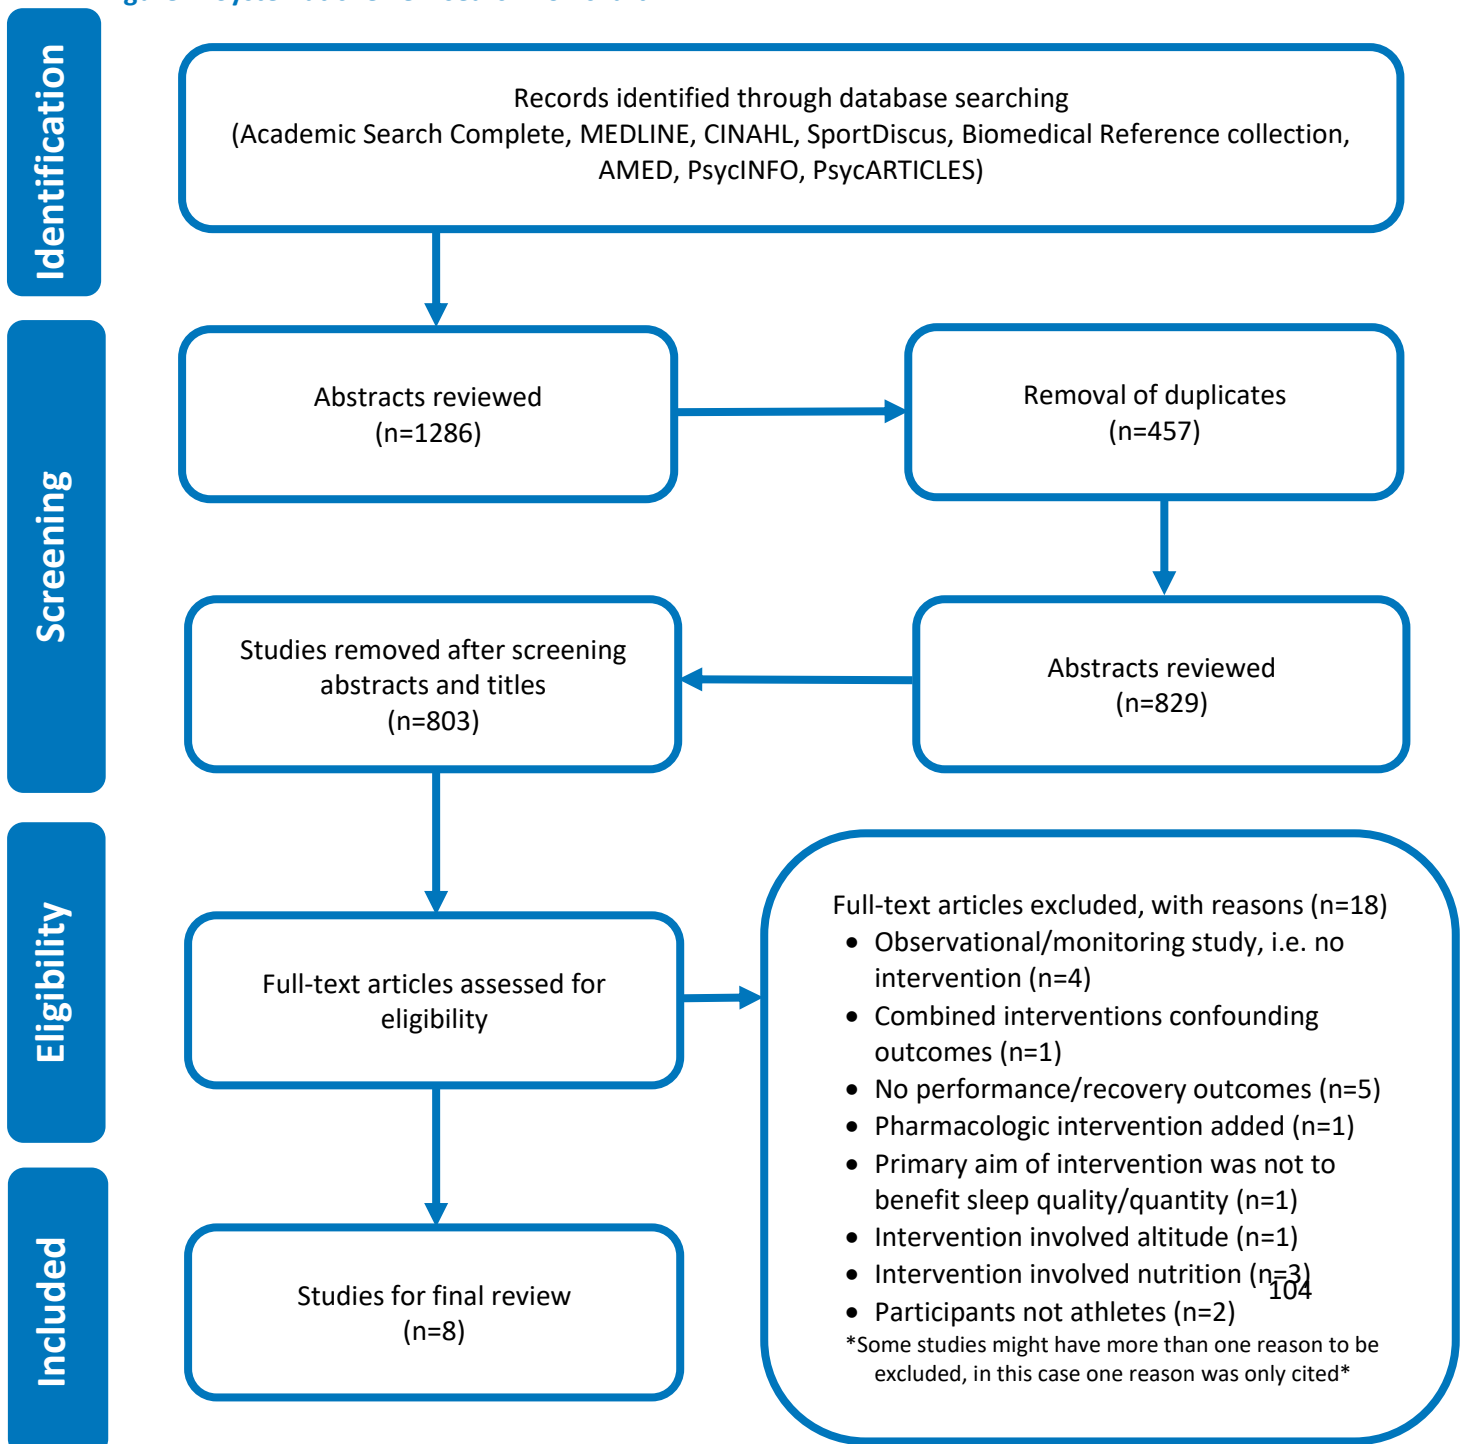 Identification
Records identified through database searching
(Academic Search Complete, MEDLINE, CINAHL, SportDiscus, Biomedical Reference collection,
AMED, PsycINFO, PsycARTICLES)
Screening
Abstracts reviewed
(n=1286)
Removal of duplicates
(n=457)
Abstracts reviewed
(n=829)
Studies removed after screening
abstracts and titles
(n=803)
Eligibility
Full-text articles assessed for
eligibility
Full-text articles excluded, with reasons (n=18)
• Observational/monitoring study, i.e. no
intervention (n=4)
• Combined interventions confounding
outcomes (n=1)
• No performance/recovery outcomes (n=5)
• Pharmacologic intervention added (n=1)
• Primary aim of intervention was not to
benefit sleep quality/quantity (n=1)
• Intervention involved altitude (n=1)
• Intervention involved nutrition (n=3)
104
• Participants not athletes (n=2)
*Some studies might have more than one reason to be
excluded, in this case one reason was only cited*
Included
Studies for final review
(n=8)